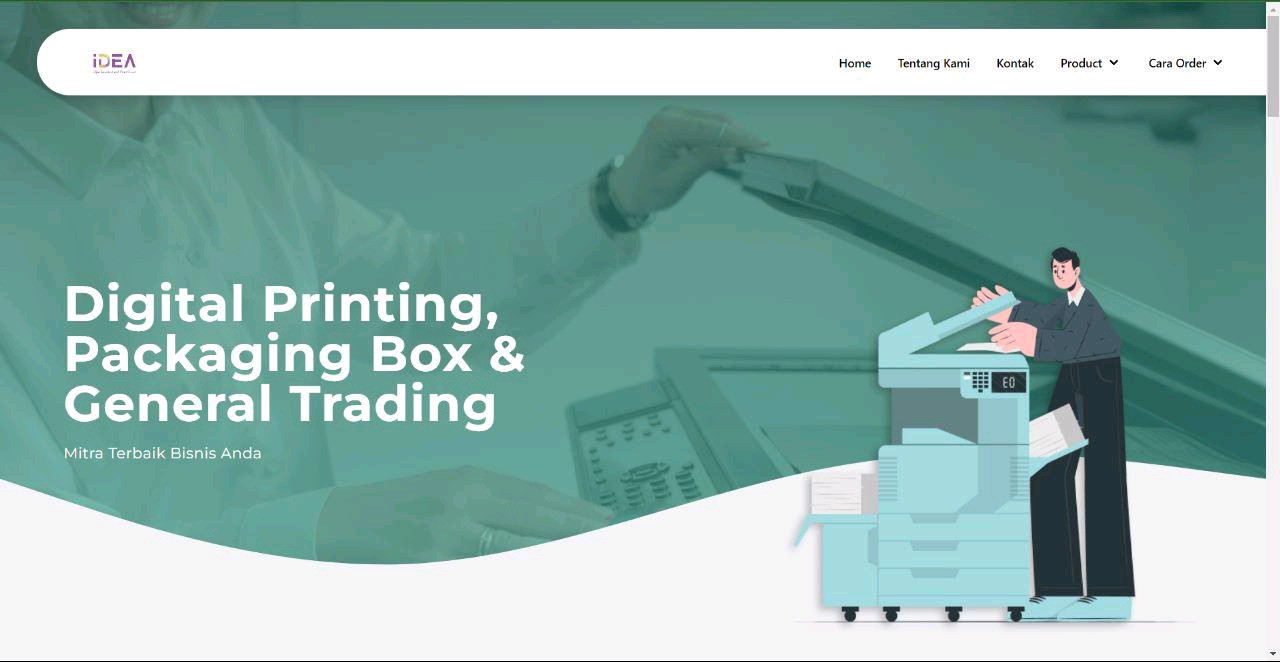 iDEA
Home
Tentang Kami
Kontak
Product
Cara Order
Digital Printing,
Packaging Box &
General Trading
Mitra Terbaik Bisnis Anda
E0